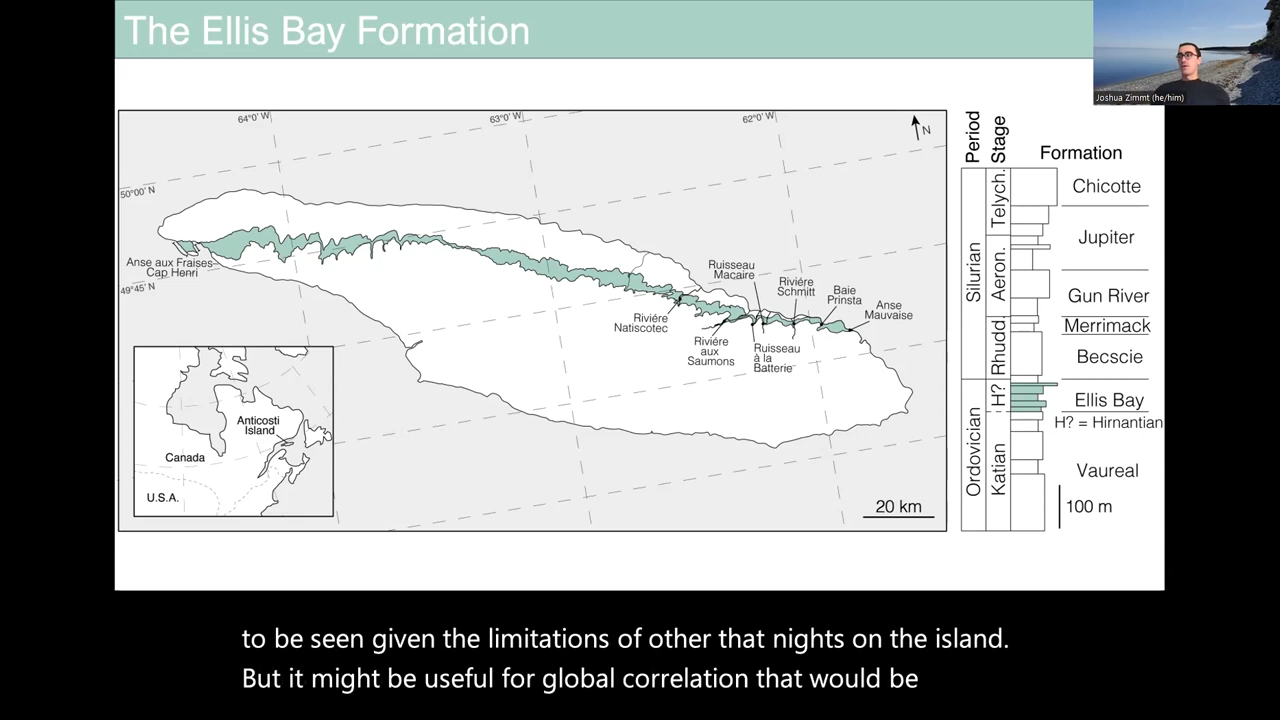 The Ellis Bay Formation
Joshua Zimmt (he/him)
64°0' W
63°0' W
62°0' W
N
50°00' N
49°45' N
Anse aux Fraises
Cap Henri
Riviére
Natiscotec
Riviére
aux
Saumons
Ruisseau
Macaire
Ruisseau
à la
Batterie
Riviére
Schmitt
Baie
Prinsta
Anse
Mauvaise
Anticosti
Island
Canada
U.S.A.
20 km
Period
Stage
Formation
Silurian
Ordovician
Telych.
Aeron.
Rhudd.
H?
Katian
Chicotte
Jupiter
Gun River
Merrimack
Becscie
Ellis Bay
H? = Hirnantian
Vaureal
100 m
to be seen given the limitations of other that nights on the island.
But it might be useful for global correlation that would be